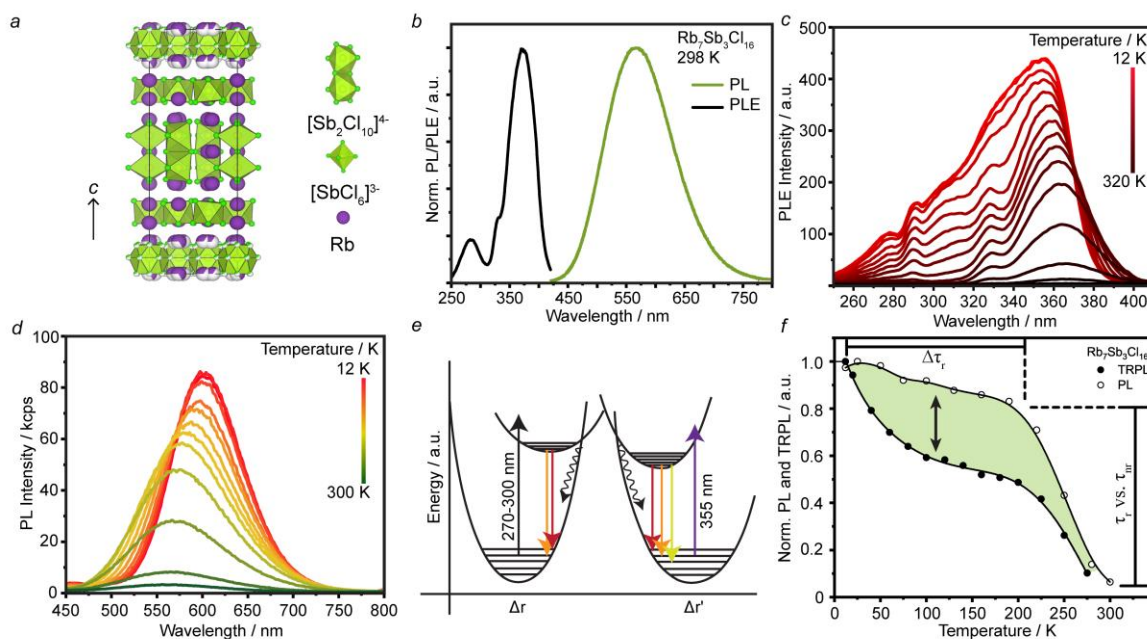 a
c
[Sb2Cl10]4-
[SbCl6]3-
Rb
b
Norm. PL/PLE / a.u.
Rb7Sb3Cl16
298 K
PL
PLE
250 350 450 550 650 750
Wavelength / nm
c
PLE Intensity / a.u.
500
400
300
200
100
Temperature / K
12 K
320 K
260 280 300 320 340 360 380 400
Wavelength / nm
d
PL Intensity / kcps
100
80
60
40
20
0
Temperature / K
12 K
300 K
450 500 550 600 650 700 750 800
Wavelength / nm
e
Energy / a.u.
270-300 nm
355 nm
Δr
Δr'
f
Norm. PL and TRPL / a.u.
1.0
0.8
0.6
0.4
0.2
0.0
Δτr
Rb7Sb3Cl16
TRPL
PL
τr vs. τnr
0 50 100 150 200 250 300
Temperature / K